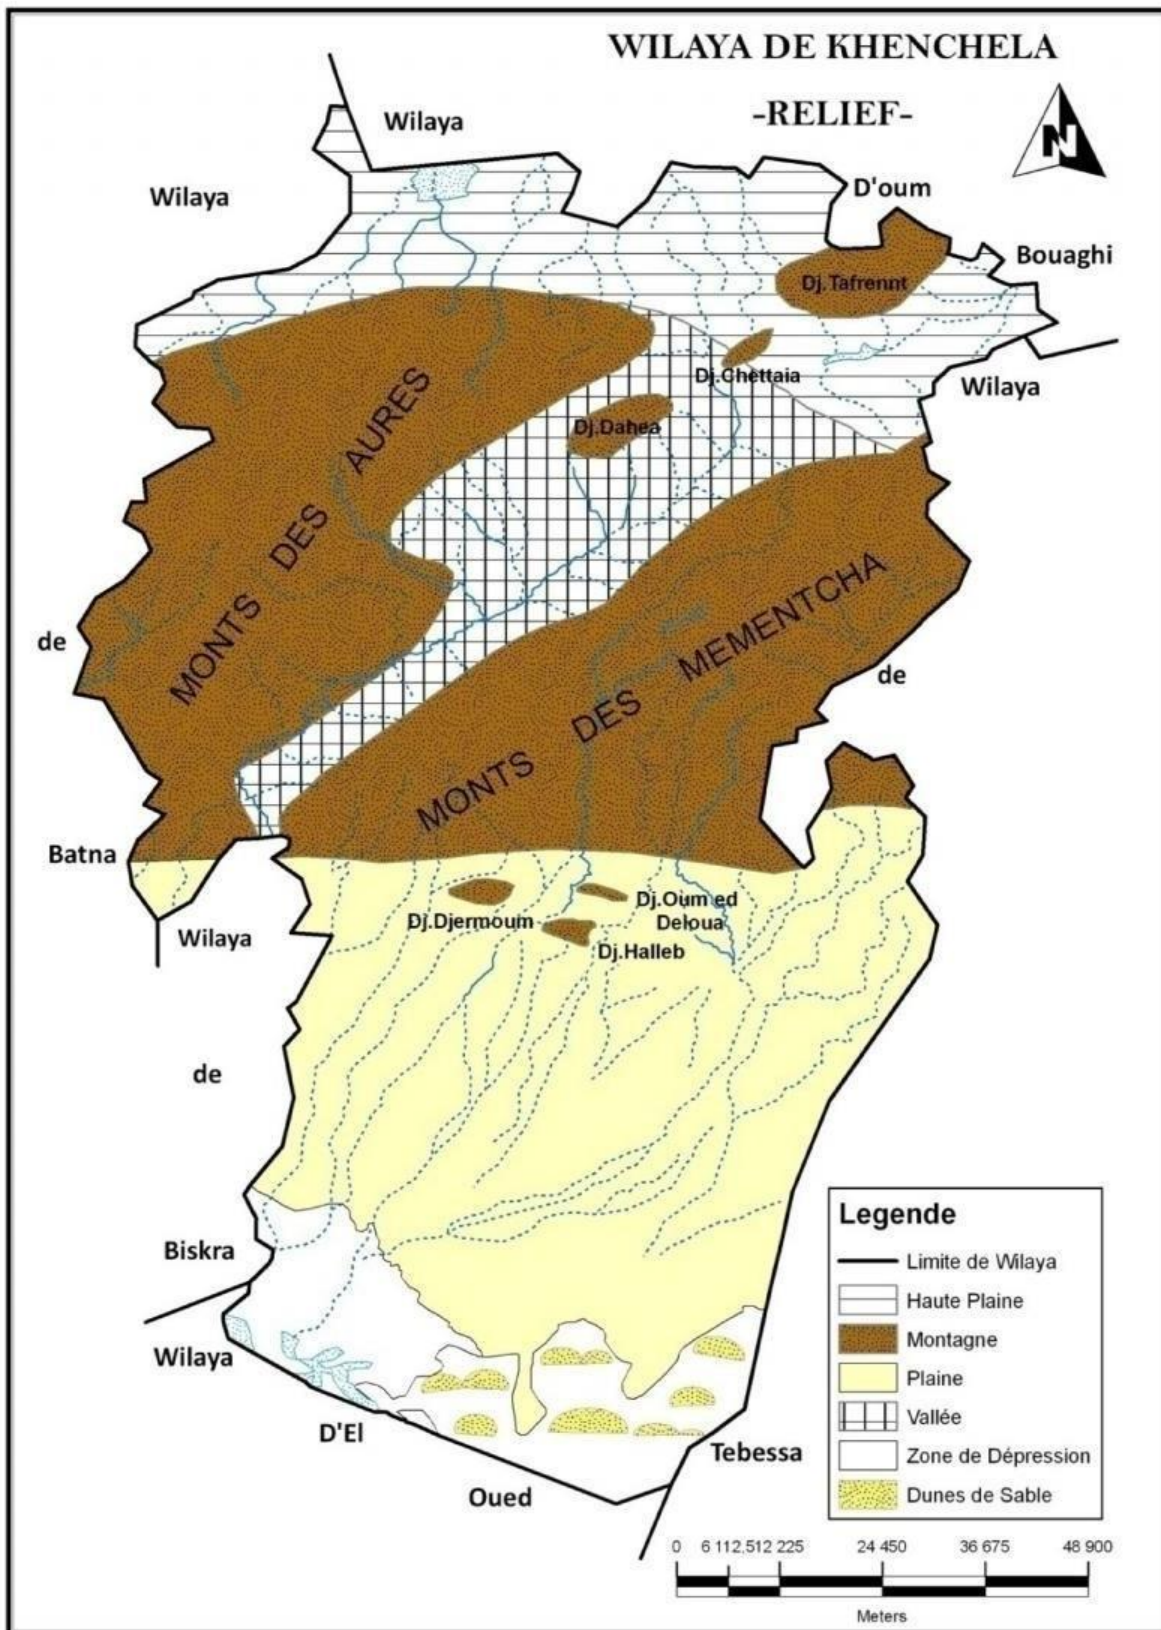 WILAYA DE KHENCHELA
-RELIEF-
N
Wilaya
Wilaya
D'oum
Bouaghi
Dj.Tafrennt
Dj.Chettaia
Wilaya
Dj.Dahea
MONTS DES AURES
MONTS DES MEMENTCHA
de
de
Batna
Wilaya
Dj.Djermoum
Dj.Oum ed
Deloua
Dj.Halleb
de
Biskra
Wilaya
D'El
Oued
Tebessa
Legende
Limite de Wilaya
Haute Plaine
Montagne
Plaine
Vallée
Zone de Dépression
Dunes de Sable
0 6 112,512 225 24 450 36 675 48 900
Meters